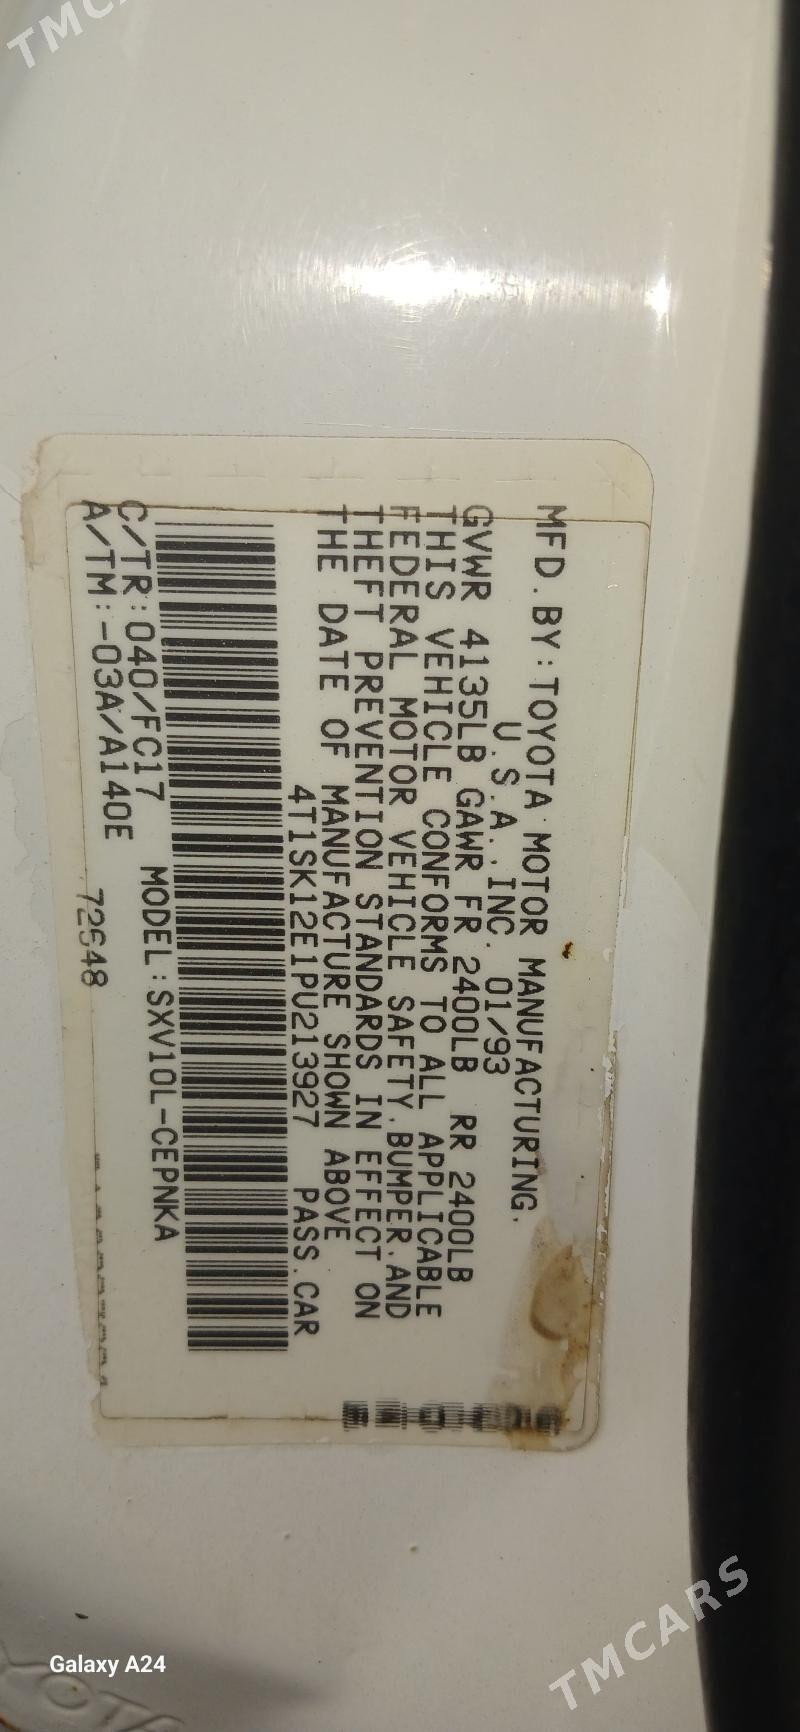 MFD.BY:TOYOTA MOTOR MANUFACTURING.
U.S.A.,INC. 01/93
GVWR 4135LB GAWR FR 2400LB RR 2400LB
THIS VEHICLE CONFORMS TO ALL APPLICABLE
FEDERAL MOTOR VEHICLE SAFETY.BUMPER.AND
THEFT PREVENTION STANDARDS IN EFFECT ON
THE DATE OF MANUFACTURE SHOWN ABOVE
4T1SK12E1PU213927 PASS.CAR
C/TR:040/FC17 MODEL:SXV10L-CEPNKA
A/TM:-03A/A140E
TMCARS
Galaxy A24